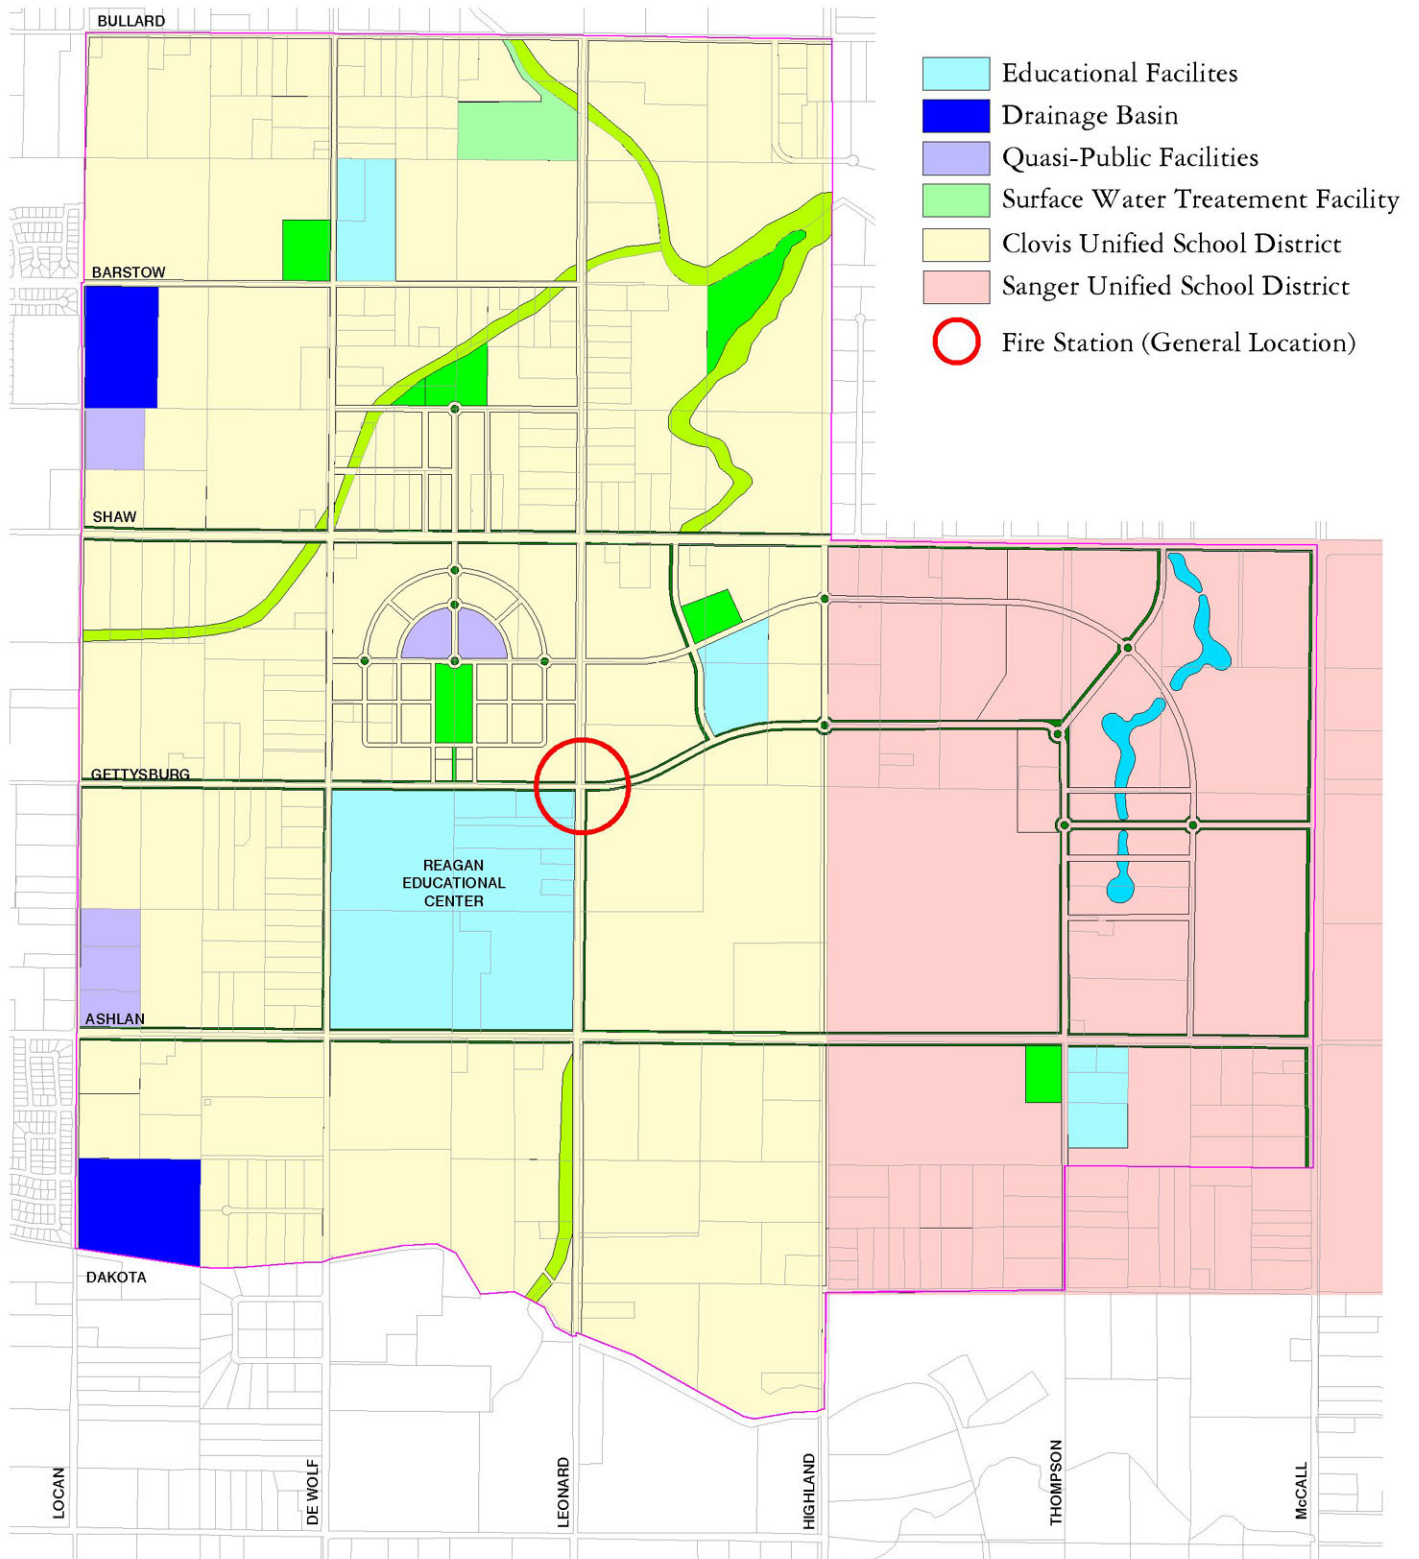 BULLARD
Educational Facilites
Drainage Basin
Quasi-Public Facilities
Surface Water Treatement Facility
Clovis Unified School District
Sanger Unified School District
Fire Station (General Location)
BARSTOW
SHAW
GETTYSBURG
REAGAN
EDUCATIONAL
CENTER
ASHLAN
DAKOTA
LOCAN
DE WOLF
LEONARD
HIGHLAND
THOMPSON
McCALL